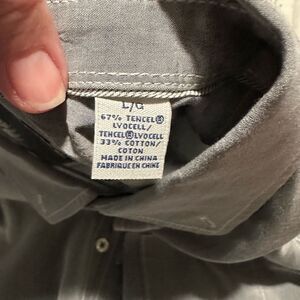 L/G
67% TENCEL®
LYOCELL/
TENCEL®LYOCELL
33% COTTON/
COTON
MADE IN CHINA
FABRIQUE EN CHINE